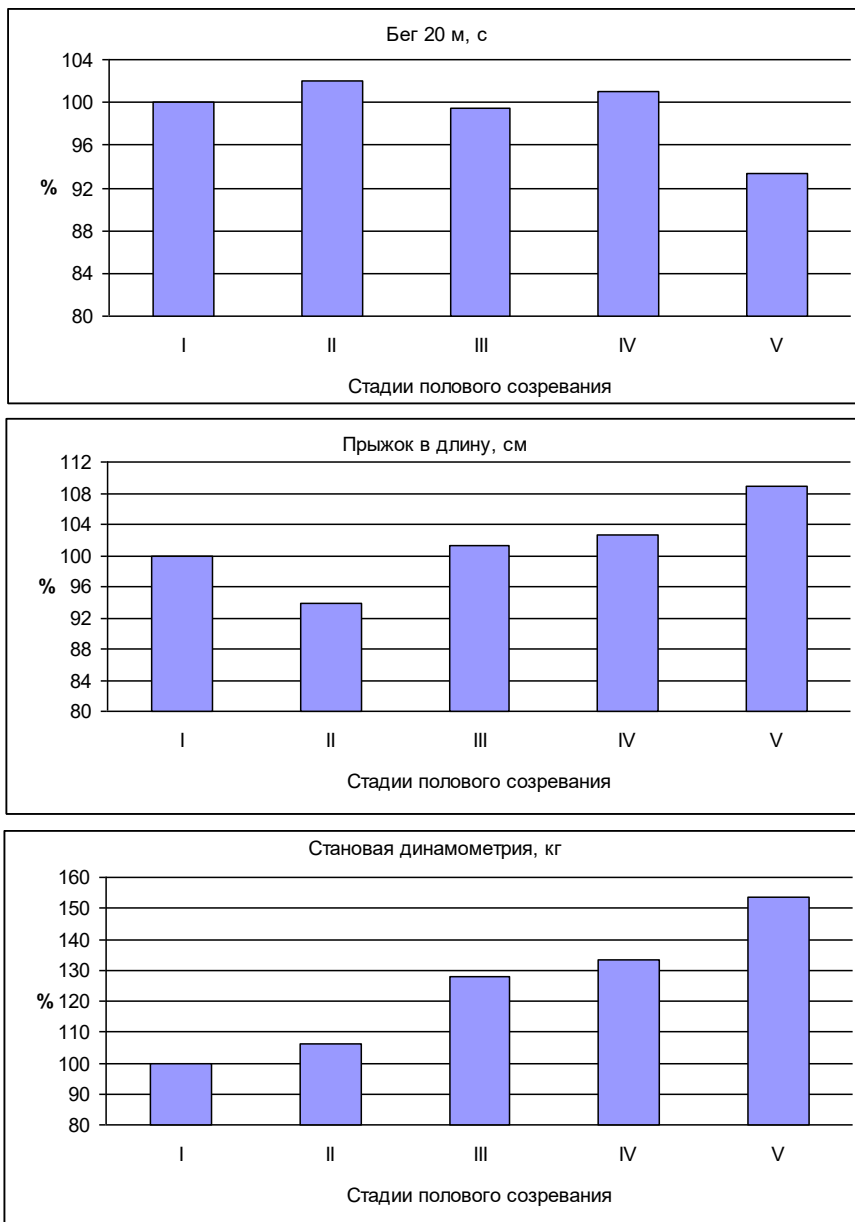 Бег 20 м, с
104
100
96
% 92
88
84
80
I II III IV V
Стадии полового созревания
Прыжок в длину, см
112
108
104
100
% 96
92
88
84
80
I II III IV V
Стадии полового созревания
Становая динамометрия, кг
160
150
140
130
% 120
110
100
90
80
I II III IV V
Стадии полового созревания